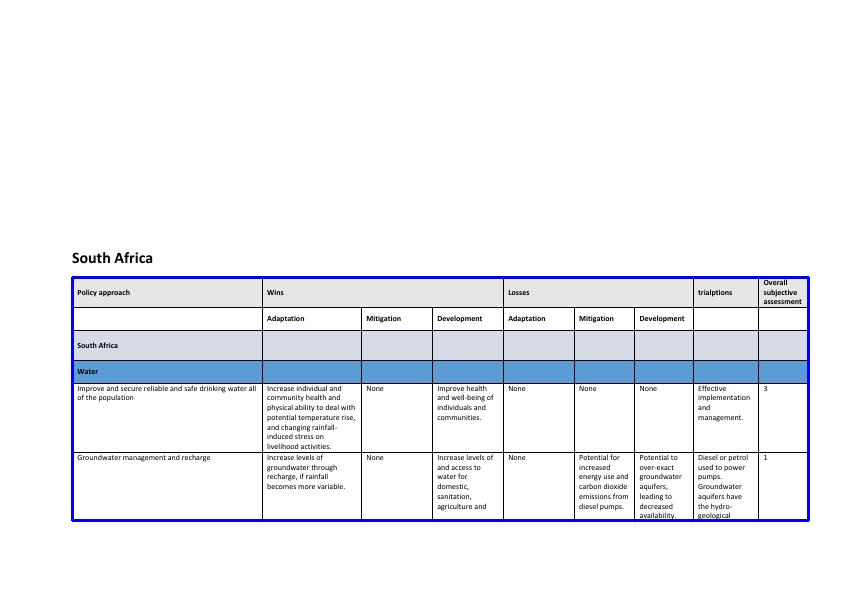 South Africa
Policy approach Wins Losses trialptions Overall
subjective
assessment
Adaptation Mitigation Development Adaptation Mitigation Development
South Africa
Water
Improve and secure reliable and safe drinking water all
of the population
Increase individual and
community health and
physical ability to deal with
potential temperature rise,
and changing rainfall-
induced stress on
livelihood activities.
None
Improve health
and well-being of
individuals and
communities.
None
None
None
Effective
implementation
and
management.
3
Groundwater management and recharge
Increase levels of
groundwater through
recharge, if rainfall
becomes more variable.
None
Increase levels of
and access to
water for
domestic,
sanitation,
agriculture and
None
Potential for
increased
energy use and
carbon dioxide
emissions from
diesel pumps.
Potential to
over-exact
groundwater
aquifers,
leading to
decreased
availability.
Diesel or petrol
used to power
pumps.
Groundwater
aquifers have
the hydro-
geological
1